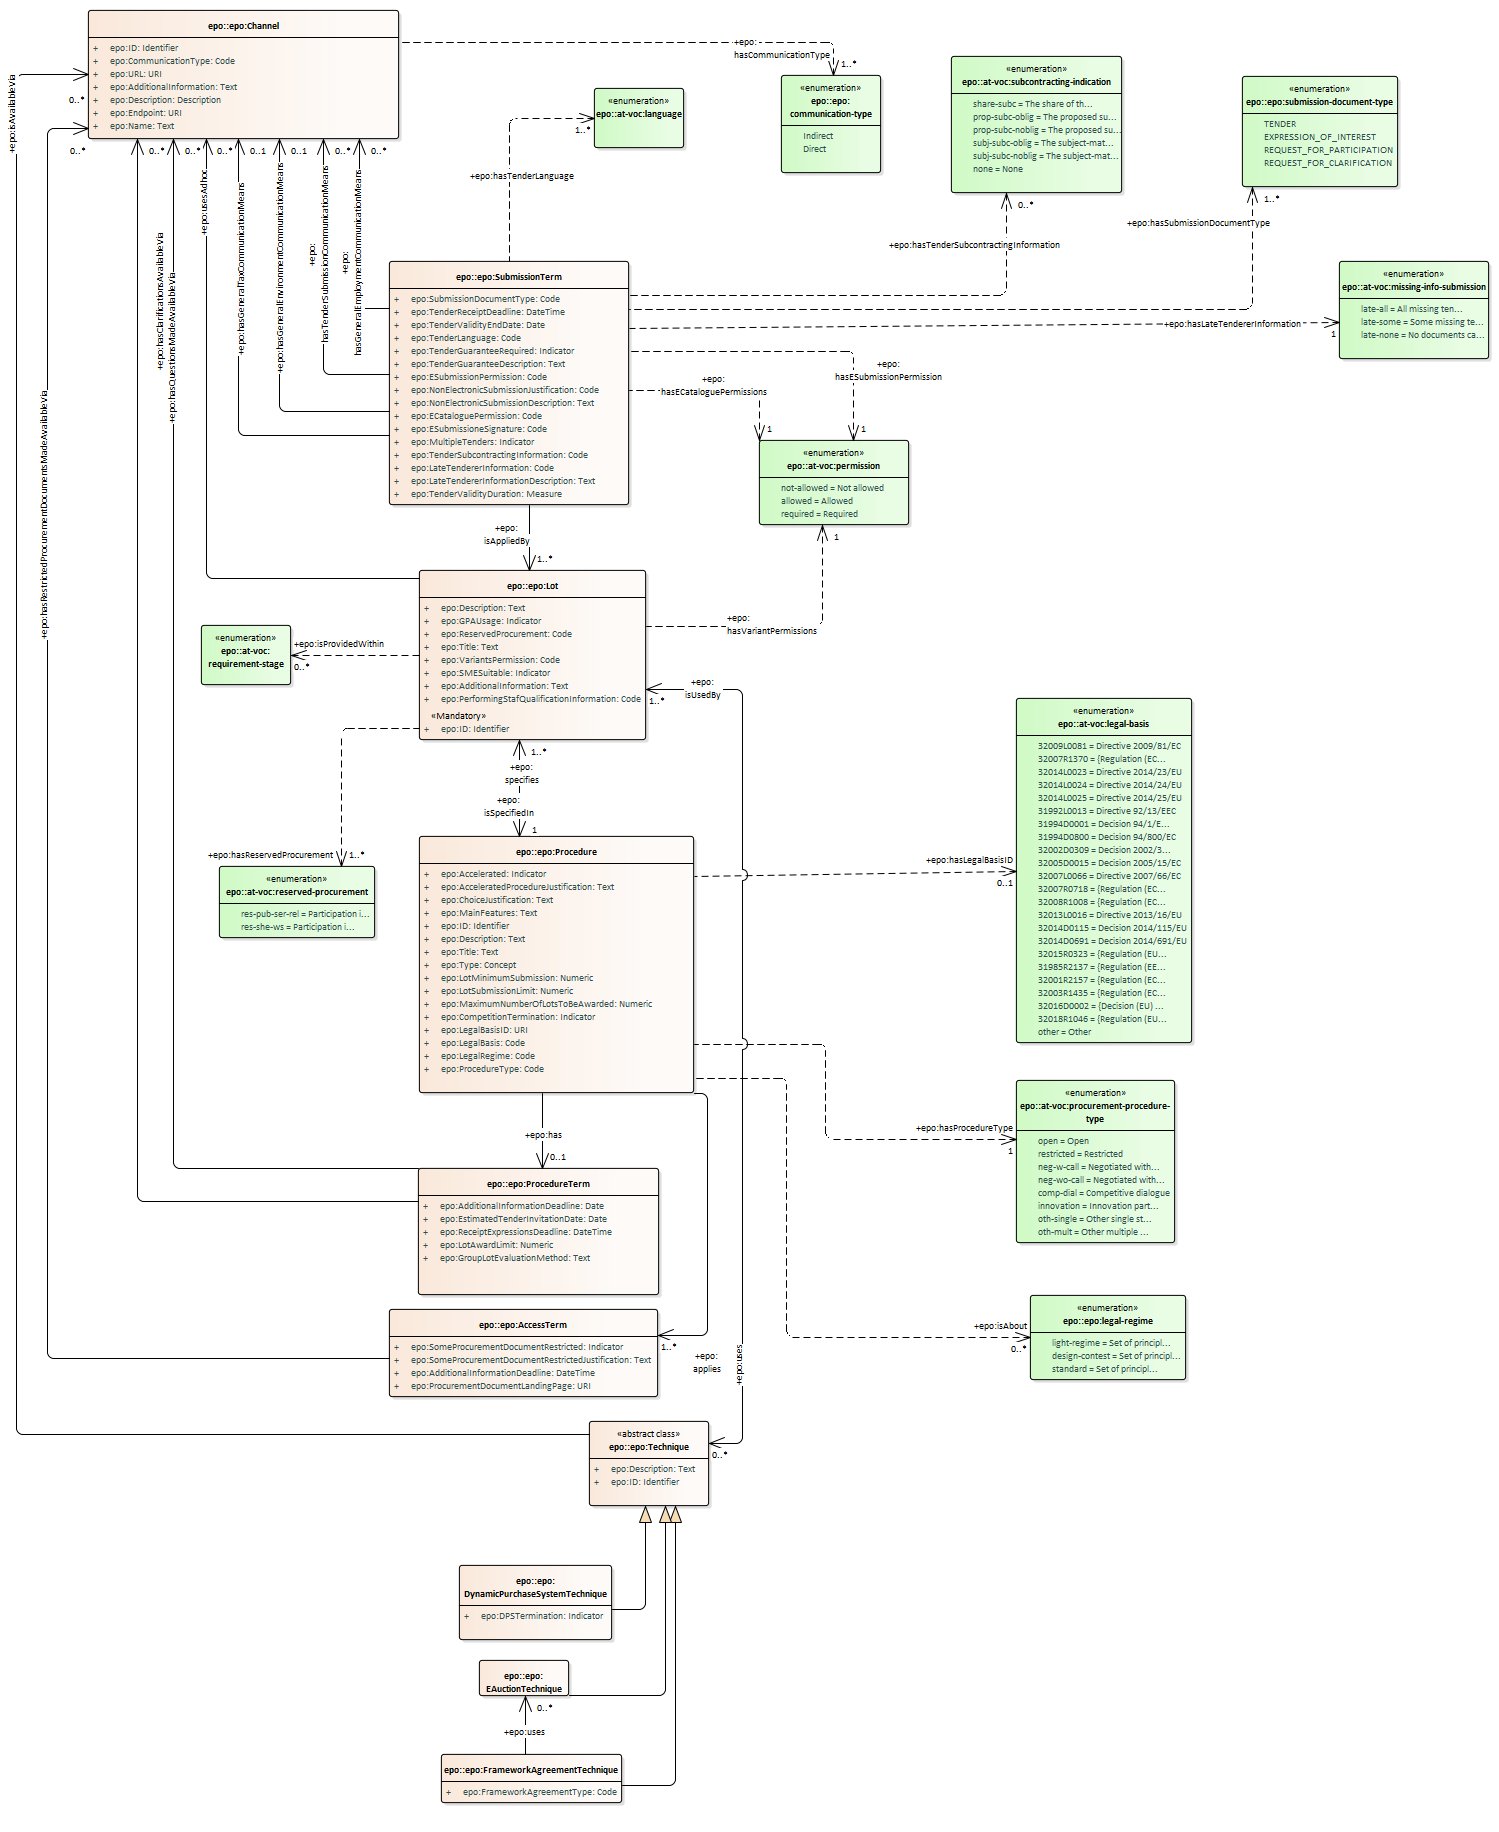 epo::epo:Channel
+ epo:ID: Identifier
+ epo:CommunicationType: Code
+ epo:URL: URI
+ epo:AdditionalInformation: Text
+ epo:Description: Description
+ epo:Endpoint: URI
+ epo:Name: Text
+epo:
hasCommunicationType
1..*
«enumeration»
epo::epo:
communication-type
Indirect
Direct
«enumeration»
epo::at-voc:language
1..*
+epo:hasTenderLanguage
«enumeration»
epo::at-voc:subcontracting-indication
share-subc = The share of th...
prop-subc-oblig = The proposed su...
prop-subc-noblig = The proposed su...
subj-subc-oblig = The subject-mat...
subj-subc-noblig = The subject-mat...
none = None
0..*
+epo:hasTenderSubcontractingInformation
«enumeration»
epo::epo:submission-document-type
TENDER
EXPRESSION_OF_INTEREST
REQUEST_FOR_PARTICIPATION
REQUEST_FOR_CLARIFICATION
1..*
+epo:hasSubmissionDocumentType
«enumeration»
epo::at-voc:missing-info-submission
late-all = All missing ten...
late-some = Some missing te...
late-none = No documents ca...
+epo:hasLateTendererInformation
1
0..*
0..*
0..*
0..*
0..*
0..1
0..1
0..*
0..*
+epo:isAvailableVia
+epo:hasRestrictedProcurementDocumentsMadeAvailableVia
+epo:hasClarificationsAvailableVia
+epo:hasQuestionsMadeAvailableVia
+epo:usesAdhoc
+epo:hasGeneralTaxCommunicationMeans
+epo:hasGeneralEnvironmentCommunicationMeans
+epo:
hasTenderSubmissionCommunicationMeans
+epo:
hasGeneralEmploymentCommunicationMeans
epo::epo:SubmissionTerm
+ epo:SubmissionDocumentType: Code
+ epo:TenderReceiptDeadline: DateTime
+ epo:TenderValidityEndDate: Date
+ epo:TenderLanguage: Code
+ epo:TenderGuaranteeRequired: Indicator
+ epo:TenderGuaranteeDescription: Text
+ epo:ESubmissionPermission: Code
+ epo:NonElectronicSubmissionJustification: Code
+ epo:NonElectronicSubmissionDescription: Text
+ epo:ECataloguePermission: Code
+ epo:ESubmissioneSignature: Code
+ epo:MultipleTenders: Indicator
+ epo:TenderSubcontractingInformation: Code
+ epo:LateTendererInformation: Code
+ epo:LateTendererInformationDescription: Text
+ epo:TenderValidityDuration: Measure
+epo:
hasESubmissionPermission
1
+epo:
hasECataloguePermissions
1
«enumeration»
epo::at-voc:permission
not-allowed = Not allowed
allowed = Allowed
required = Required
1
+epo:
hasVariantPermissions
+epo:
isAppliedBy
1..*
epo::epo:Lot
+ epo:Description: Text
+ epo:GPAUsage: Indicator
+ epo:ReservedProcurement: Code
+ epo:Title: Text
+ epo:VariantsPermission: Code
+ epo:SMESuitable: Indicator
+ epo:AdditionalInformation: Text
+ epo:PerformingStafQualificationInformation: Code
«Mandatory»
+ epo:ID: Identifier
«enumeration»
epo::at-voc:
requirement-stage
+epo:isProvidedWithin
0..*
+epo:
isUsedBy
1..*
1..*
+epo:
specifies
+epo:
isSpecifiedIn
1
+epo:hasReservedProcurement
1..*
«enumeration»
epo::at-voc:reserved-procurement
res-pub-ser-rel = Participation i...
res-she-ws = Participation i...
epo::epo:Procedure
+ epo:Accelerated: Indicator
+ epo:AcceleratedProcedureJustification: Text
+ epo:ChoiceJustification: Text
+ epo:MainFeatures: Text
+ epo:ID: Identifier
+ epo:Description: Text
+ epo:Title: Text
+ epo:Type: Concept
+ epo:LotMinimumSubmission: Numeric
+ epo:LotSubmissionLimit: Numeric
+ epo:MaximumNumberOfLotsToBeAwarded: Numeric
+ epo:CompetitionTermination: Indicator
+ epo:LegalBasisID: URI
+ epo:LegalBasis: Code
+ epo:LegalRegime: Code
+ epo:ProcedureType: Code
+epo:hasLegalBasisID
0..1
«enumeration»
epo::at-voc:legal-basis
32009L0081 = Directive 2009/81/EC
32007R1370 = {Regulation (EC...
32014L0023 = Directive 2014/23/EU
32014L0024 = Directive 2014/24/EU
32014L0025 = Directive 2014/25/EU
31992L0013 = Directive 92/13/EEC
31994D0001 = Decision 94/1/E...
31994D0800 = Decision 94/800/EC
32002D0309 = Decision 2002/3...
32005D0015 = Decision 2005/15/EC
32007L0066 = Directive 2007/66/EC
32007R0718 = {Regulation (EC...
32008R1008 = {Regulation (EC...
32013L0016 = Directive 2013/16/EU
32014D0115 = Decision 2014/115/EU
32014D0691 = Decision 2014/691/EU
32015R0323 = {Regulation (EU...
31985R2137 = {Regulation (EE...
32001R2157 = {Regulation (EC...
32003R1435 = {Regulation (EC...
32016D0002 = {Decision (EU) ...
32018R1046 = {Regulation (EU...
other = Other
+epo:hasProcedureType
1
«enumeration»
epo::at-voc:procurement-procedure-
type
open = Open
restricted = Restricted
neg-w-call = Negotiated with...
neg-wo-call = Negotiated with...
comp-dial = Competitive dialogue
innovation = Innovation part...
oth-single = Other single st...
oth-mult = Other multiple ...
+epo:has
0..1
epo::epo:ProcedureTerm
+ epo:AdditionalInformationDeadline: Date
+ epo:EstimatedTenderInvitationDate: Date
+ epo:ReceiptExpressionsDeadline: DateTime
+ epo:LotAwardLimit: Numeric
+ epo:GroupLotEvaluationMethod: Text
+epo:isAbout
0..*
«enumeration»
epo::epo:legal-regime
light-regime = Set of principl...
design-contest = Set of principl...
standard = Set of principl...
epo::epo:AccessTerm
+ epo:SomeProcurementDocumentRestricted: Indicator
+ epo:SomeProcurementDocumentRestrictedJustification: Text
+ epo:AdditionalInformationDeadline: DateTime
+ epo:ProcurementDocumentLandingPage: URI
1..*
+epo:
applies
+epo:uses
0..*
«abstract class»
epo::epo:Technique
+ epo:Description: Text
+ epo:ID: Identifier
epo::epo:
DynamicPurchaseSystemTechnique
+ epo:DPSTermination: Indicator
epo::epo:
EAuctionTechnique
0..*
+epo:uses
epo::epo:FrameworkAgreementTechnique
+ epo:FrameworkAgreementType: Code